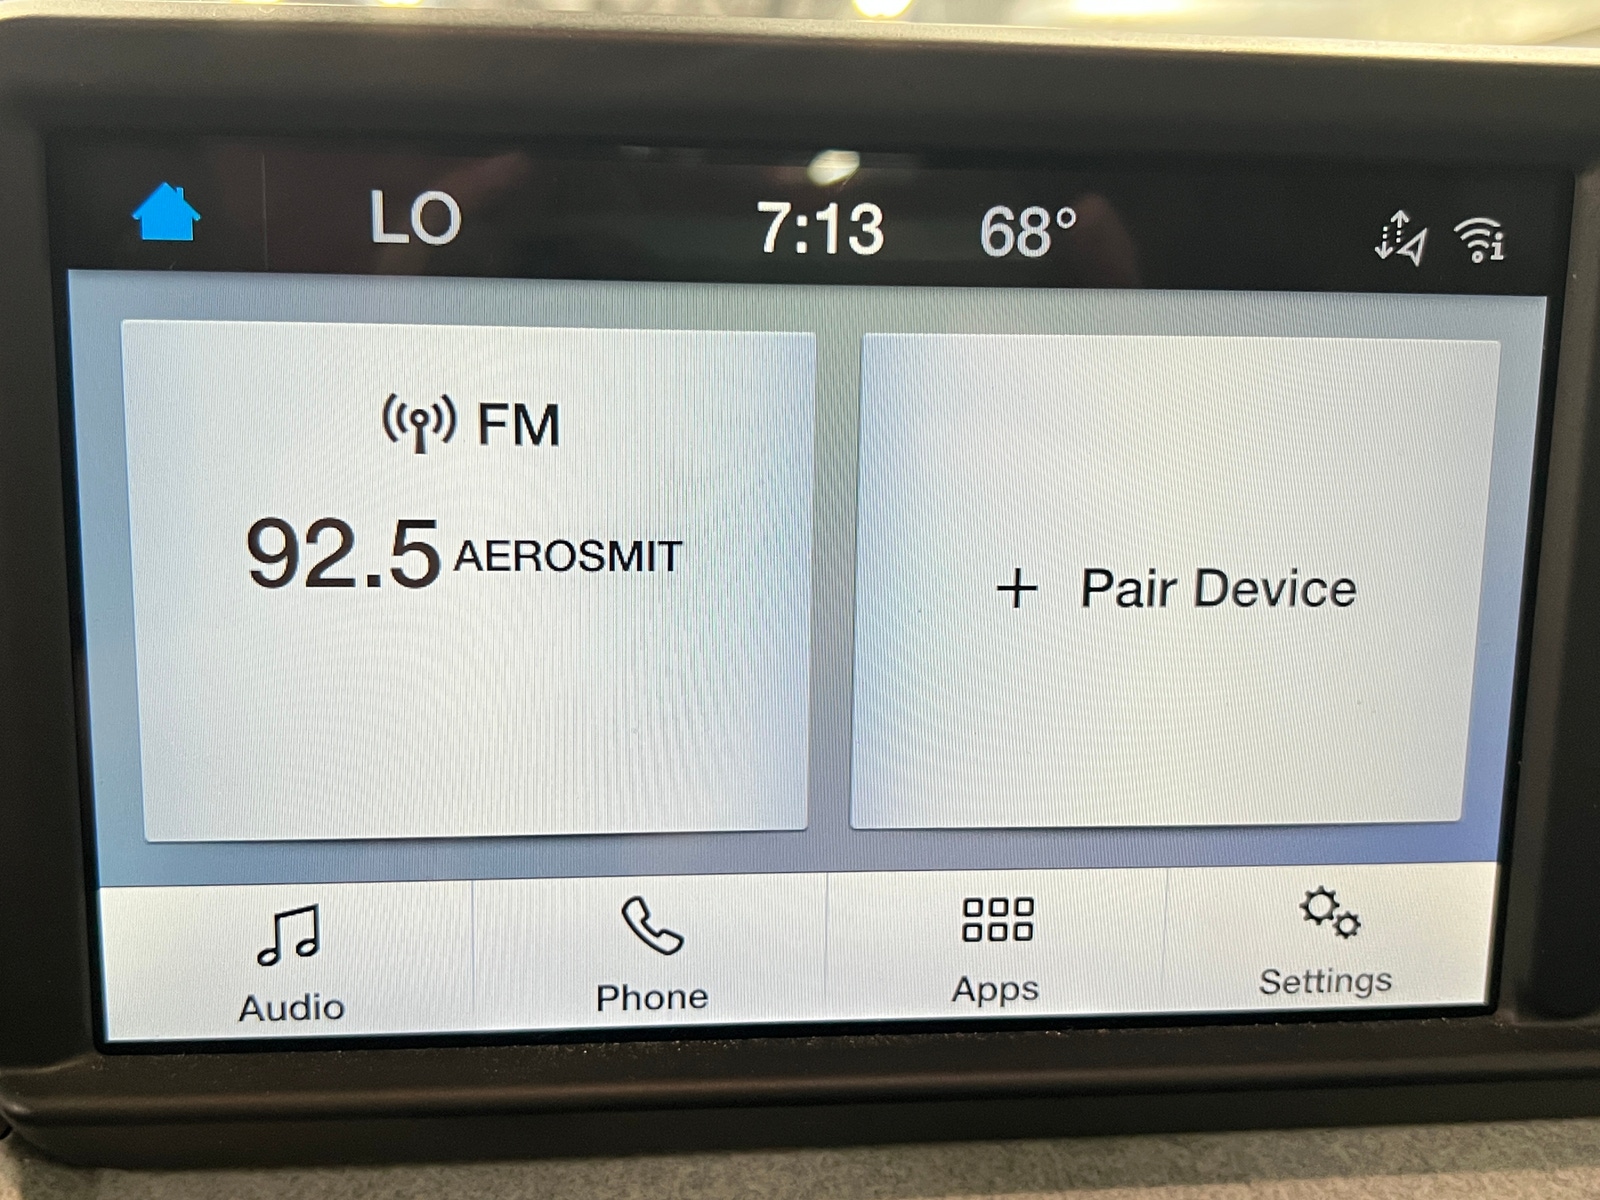 LO 7:13 68°
FM
92.5 AEROSMIT
+ Pair Device
Audio Phone Apps Settings